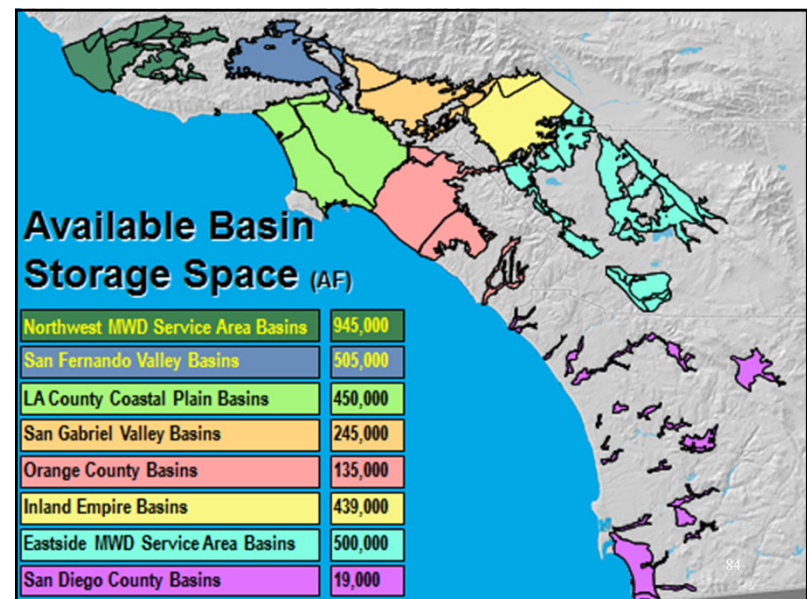 Available Basin
Storage Space (AF)
Northwest MWD Service Area Basins 945,000
San Fernando Valley Basins 505,000
LA County Coastal Plain Basins 450,000
San Gabriel Valley Basins 245,000
Orange County Basins 135,000
Inland Empire Basins 439,000
Eastside MWD Service Area Basins 500,000
San Diego County Basins 19,000
84